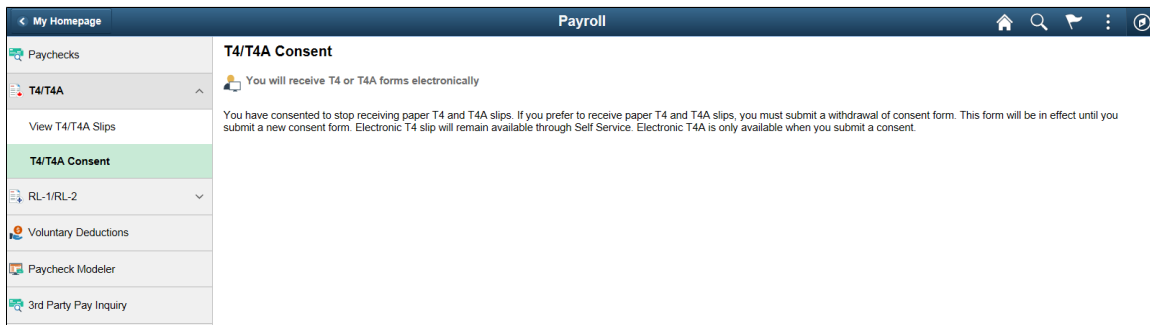 My Homepage
Payroll
Paychecks
T4/T4A
View T4/T4A Slips
T4/T4A Consent
RL-1/RL-2
Voluntary Deductions
Paycheck Modeler
3rd Party Pay Inquiry
T4/T4A Consent
You will receive T4 or T4A forms electronically
You have consented to stop receiving paper T4 and T4A slips. If you prefer to receive paper T4 and T4A slips, you must submit a withdrawal of consent form. This form will be in effect until you
submit a new consent form. Electronic T4 slip will remain available through Self Service. Electronic T4A is only available when you submit a consent.